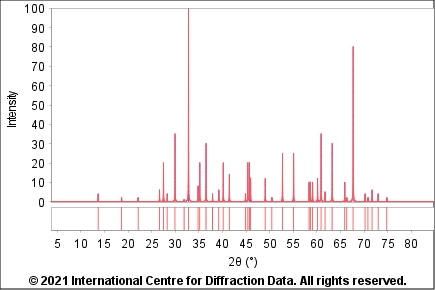 100
90
80
70
60
50
40
30
20
10
0
Intensity
5 10 15 20 25 30 35 40 45 50 55 60 65 70 75 80
2θ (°)
© 2021 International Centre for Diffraction Data. All rights reserved.